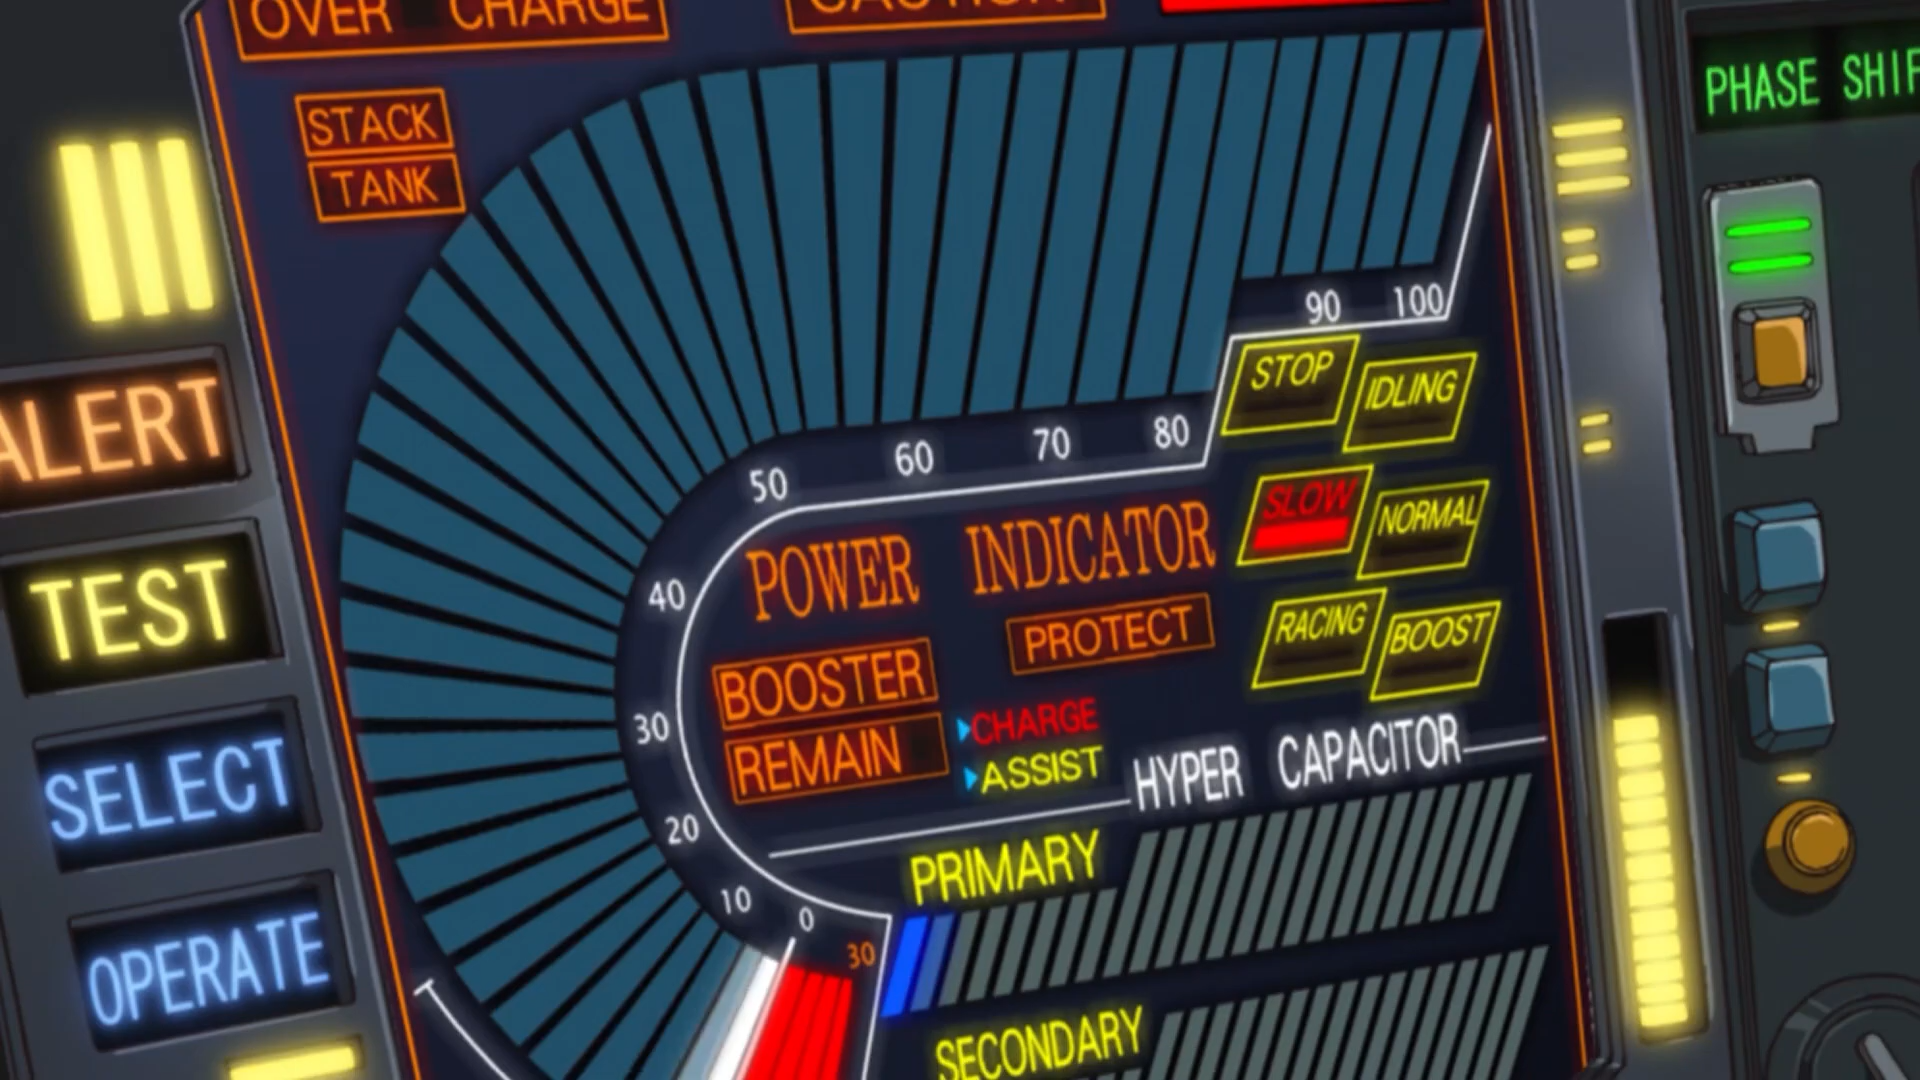 OVER CHARGE
CAUTION
PHASE SHIF
STACK
TANK
90 100
STOP IDLING
50 60 70 80
SLOW NORMAL
POWER INDICATOR
40
PROTECT
RACING BOOST
BOOSTER
REMAIN
30
CHARGE
ASSIST
HYPER CAPACITOR
20
PRIMARY
10 0
30
SECONDARY
ALERT
TEST
SELECT
OPERATE